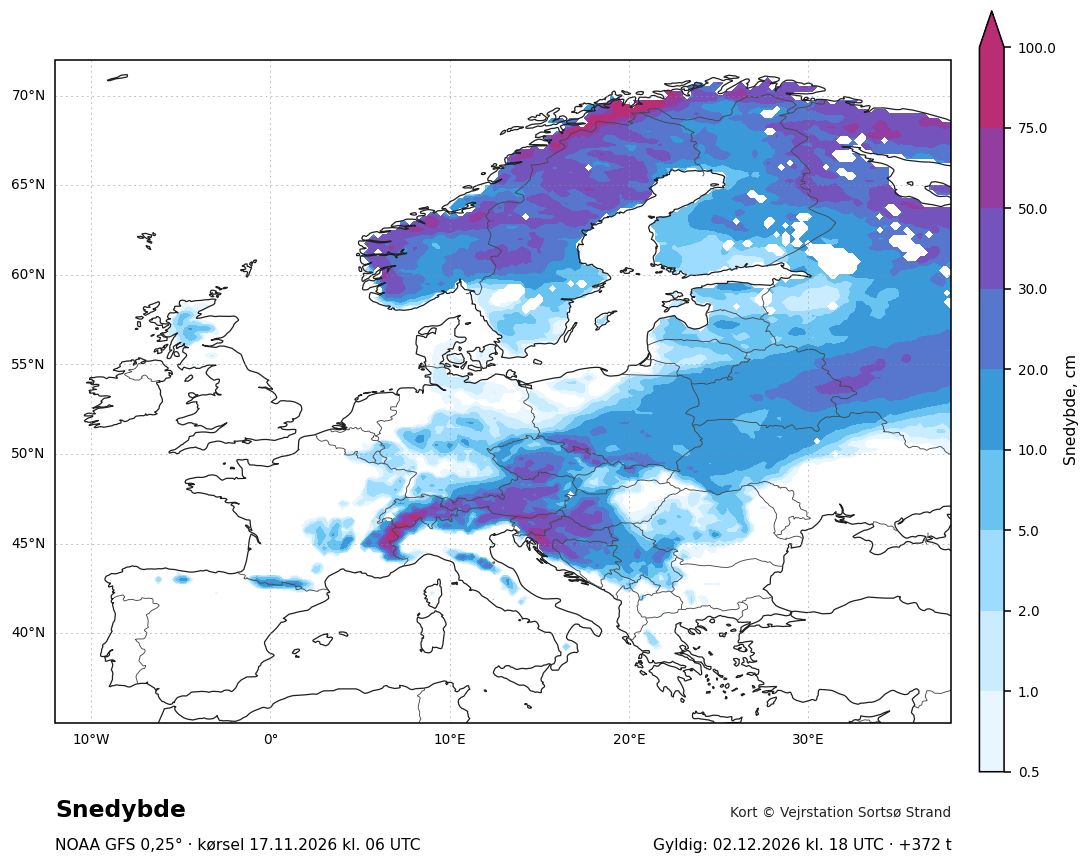 70°N
65°N
60°N
55°N
50°N
45°N
40°N
10°W
0°
10°E
20°E
30°E
100.0
75.0
50.0
30.0
20.0
10.0
5.0
2.0
1.0
0.5
Snedybde, cm
Snedybde
Kort © Vejrstation Sortsø Strand
NOAA GFS 0,25° · kørsel 17.11.2026 kl. 06 UTC
Gyldig: 02.12.2026 kl. 18 UTC · +372 t